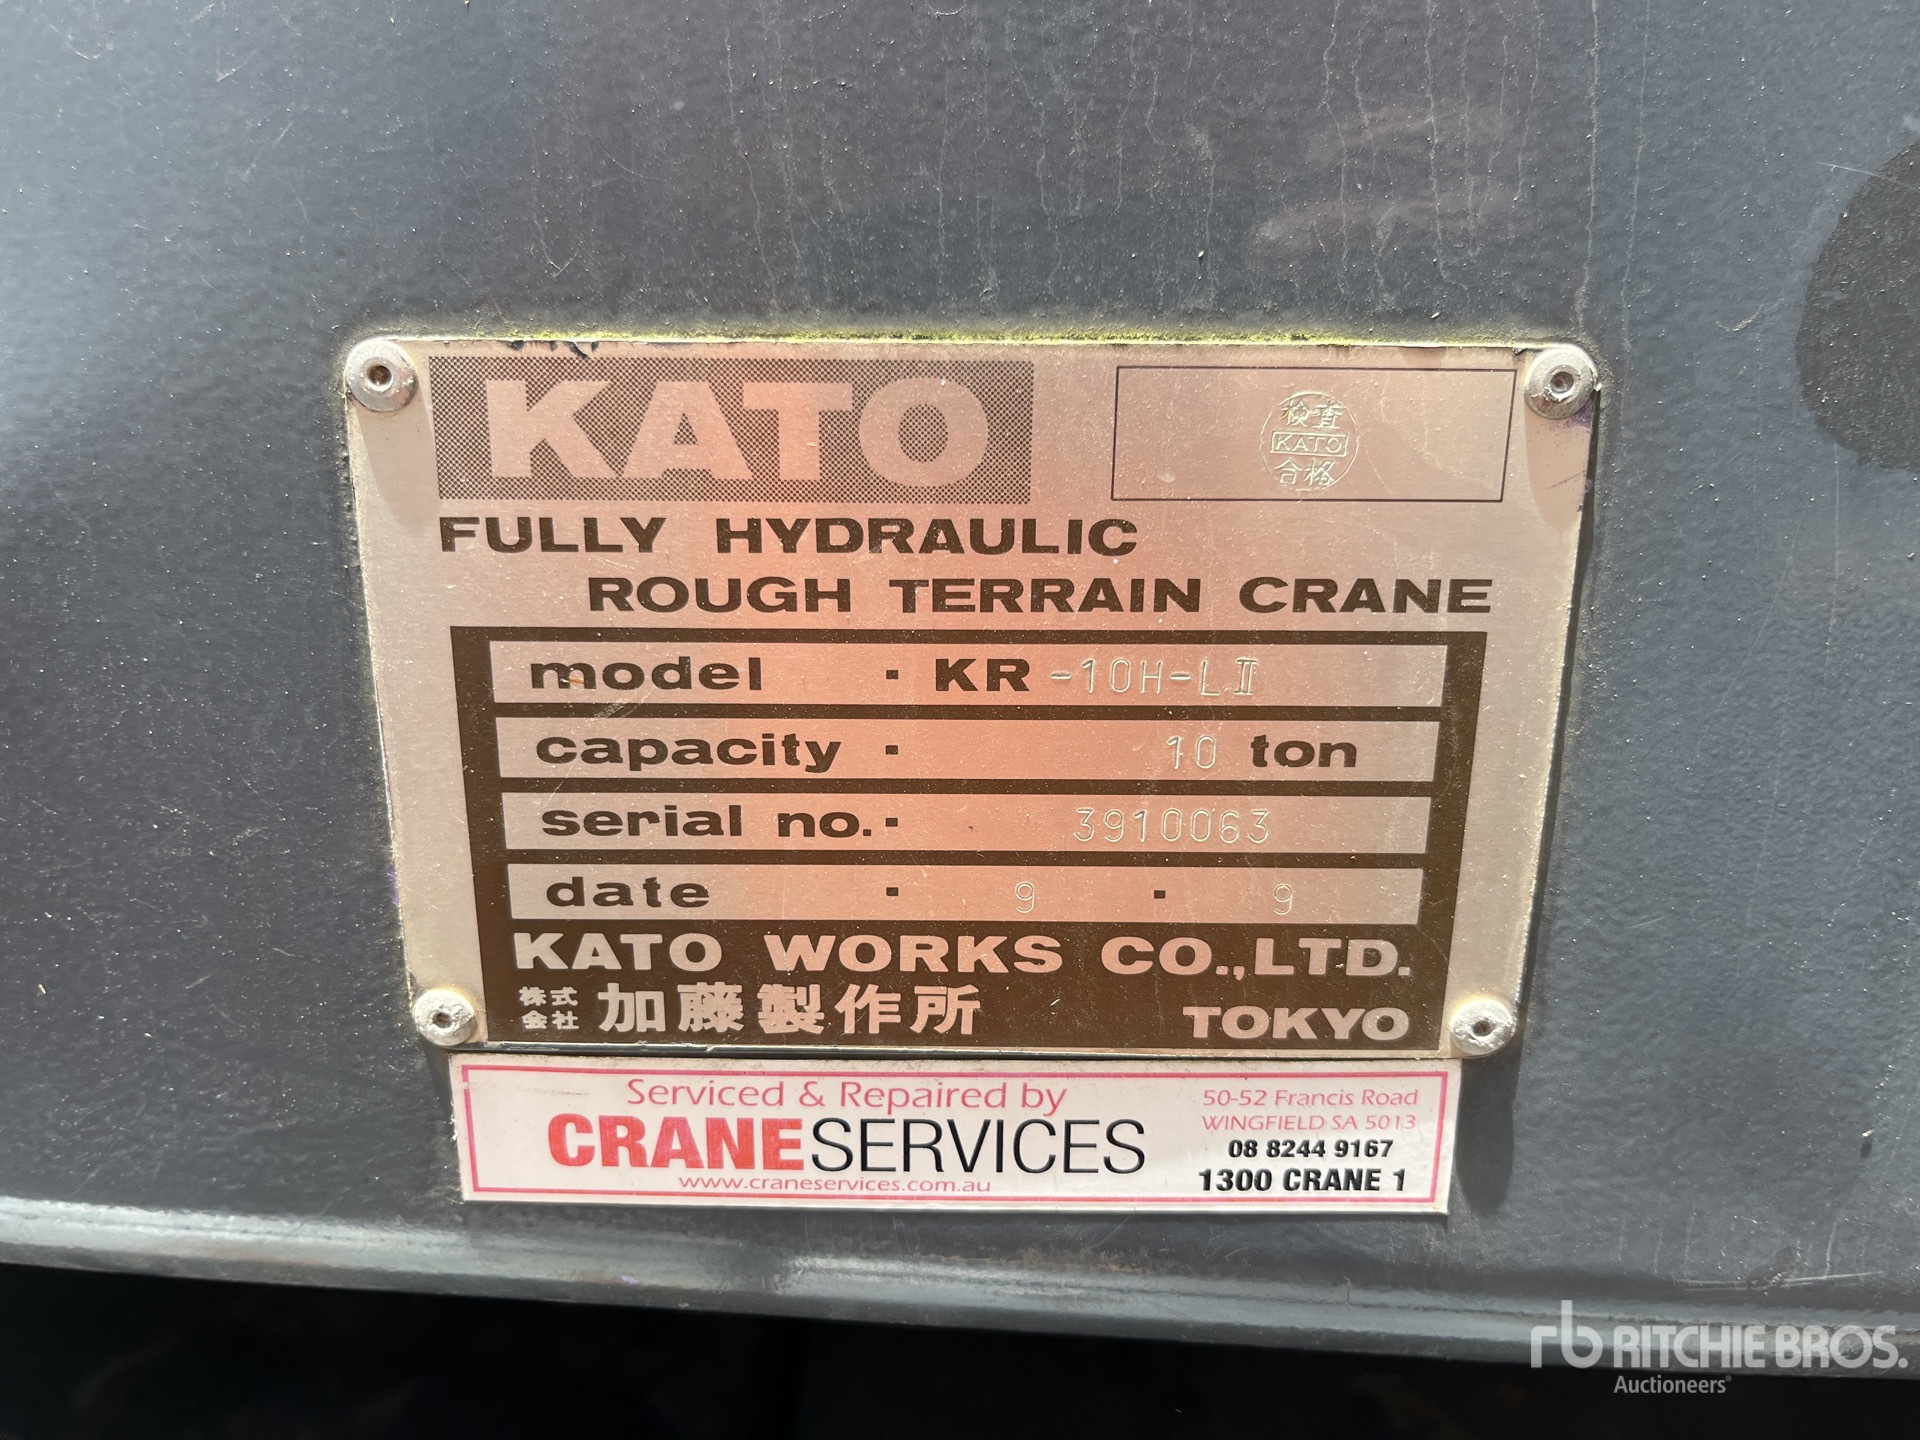 KATO
検査
KATO
合格
FULLY HYDRAULIC
ROUGH TERRAIN CRANE
model · KR -10H-LⅡ
capacity · 10 ton
serial no. · 3910063
date · 9 · 9
KATO WORKS CO.,LTD.
株式会社 加藤製作所 TOKYO
Serviced & Repaired by
CRANESERVICES
www.craneservices.com.au
50-52 Francis Road
WINGFIELD SA 5013
08 8244 9167
1300 CRANE 1
rb RITCHIE BROS.
Auctioneers